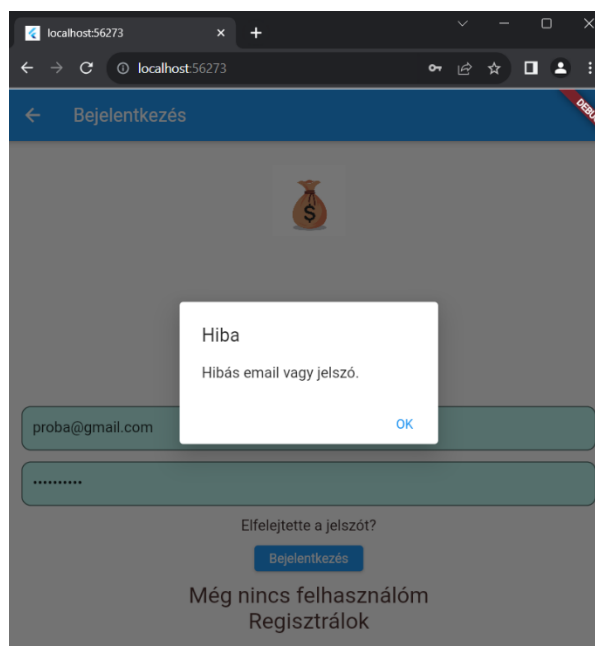 localhost:56273
localhost:56273
Bejelentkezés
$
Hiba
Hibás email vagy jelszó.
OK
proba@gmail.com
••••••••••
Elfelejtette a jelszót?
Bejelentkezés
Még nincs felhasználóm
Regisztrálok